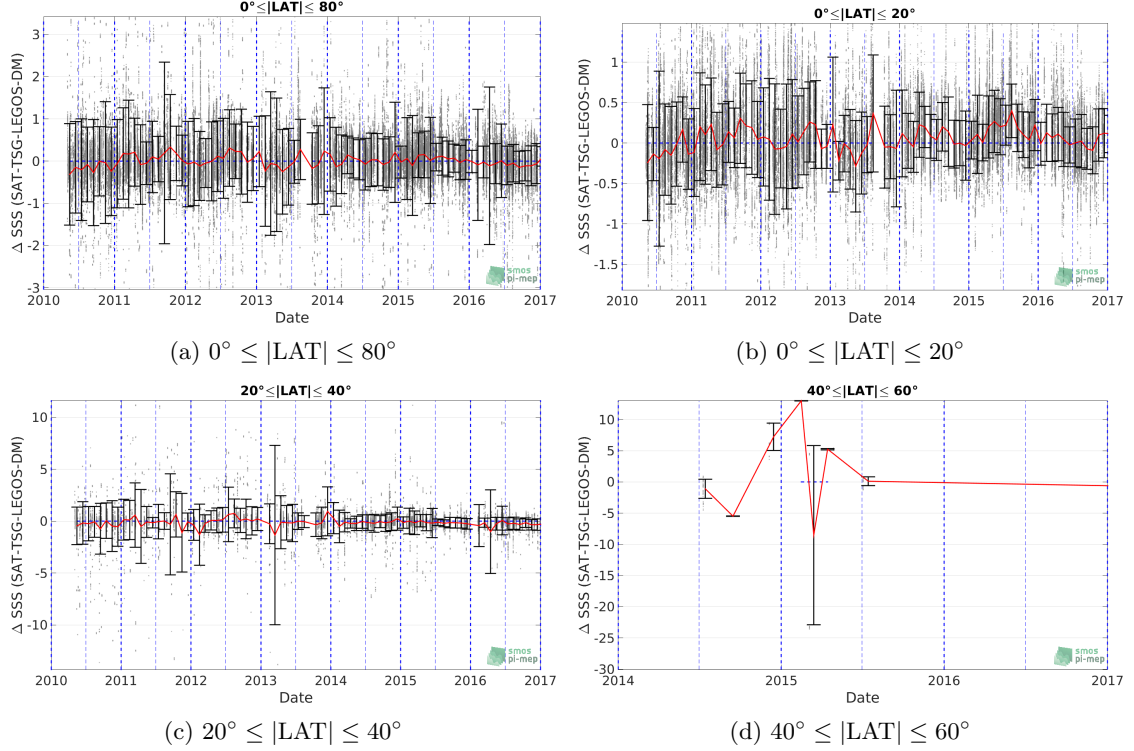 0°≤|LAT|≤ 80°
Δ SSS (SAT-TSG-LEGOS-DM)
3
2
1
0
-1
-2
-3
2010 2011 2012 2013 2014 2015 2016 2017
Date
smos
pi-mep
(a) 0° ≤ |LAT| ≤ 80°
0°≤|LAT|≤ 20°
Δ SSS (SAT-TSG-LEGOS-DM)
1
0.5
0
-0.5
-1
-1.5
2010 2011 2012 2013 2014 2015 2016 2017
Date
smos
pi-mep
(b) 0° ≤ |LAT| ≤ 20°
20°≤|LAT|≤ 40°
Δ SSS (SAT-TSG-LEGOS-DM)
10
5
0
-5
-10
2010 2011 2012 2013 2014 2015 2016 2017
Date
smos
pi-mep
(c) 20° ≤ |LAT| ≤ 40°
40°≤|LAT|≤ 60°
Δ SSS (SAT-TSG-LEGOS-DM)
10
5
0
-5
-10
-15
-20
-25
-30
2014 2015 2016 2017
Date
smos
pi-mep
(d) 40° ≤ |LAT| ≤ 60°